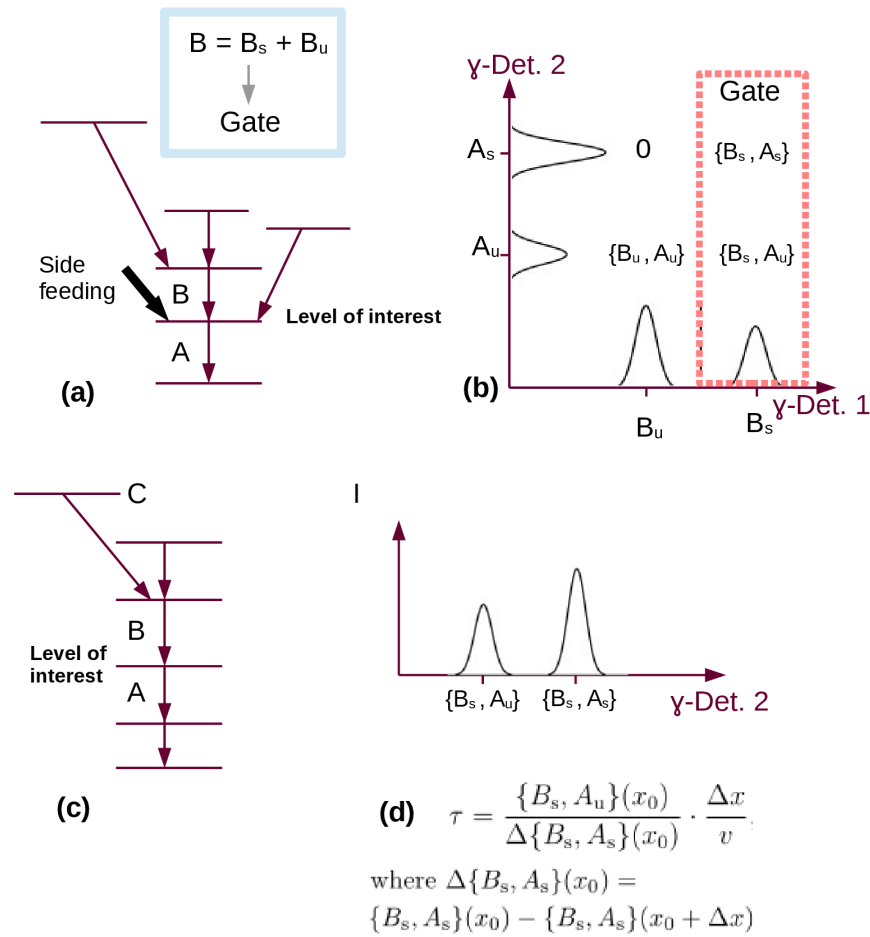 B = Bₛ + Bᵤ
Gate
Side
feeding
B
Level of interest
A
(a)
ɣ-Det. 2
Gate
Aₛ
0
{Bₛ , Aₛ}
Aᵤ
{Bᵤ , Aᵤ}
{Bₛ , Aᵤ}
(b)
ɣ-Det. 1
Bᵤ
Bₛ
C
B
Level of
interest
A
(c)
I
{Bₛ , Aᵤ}
{Bₛ , Aₛ}
ɣ-Det. 2
(d)
τ = {Bₛ, Aᵤ}(x₀) / Δ{Bₛ, Aₛ}(x₀) · Δx / v,
where Δ{Bₛ, Aₛ}(x₀) =
{Bₛ, Aₛ}(x₀) − {Bₛ, Aₛ}(x₀ + Δx)